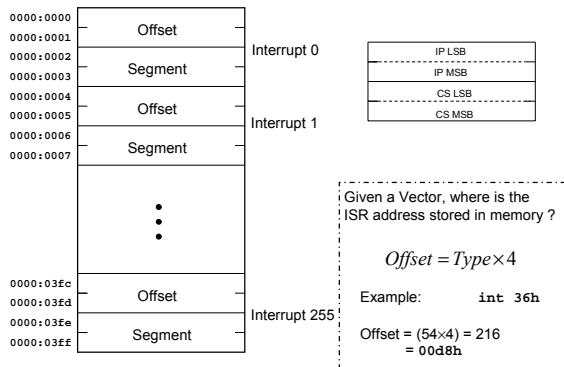 0000:0000
0000:0001
0000:0002
0000:0003
0000:0004
0000:0005
0000:0006
0000:0007
0000:03fc
0000:03fd
0000:03fe
0000:03ff
Offset
Segment
Offset
Segment
Offset
Segment
Interrupt 0
Interrupt 1
Interrupt 255
IP LSB
IP MSB
CS LSB
CS MSB
Given a Vector, where is the
ISR address stored in memory ?
Offset = Type×4
Example: int 36h
Offset = (54×4) = 216
= 00d8h